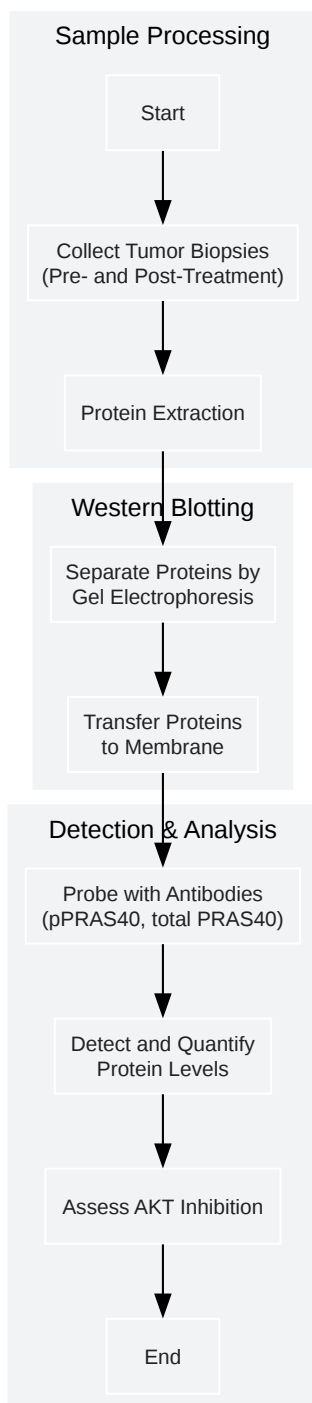 Sample Processing
Start
Collect Tumor Biopsies
(Pre- and Post-Treatment)
Protein Extraction
Western Blotting
Separate Proteins by
Gel Electrophoresis
Transfer Proteins
to Membrane
Detection & Analysis
Probe with Antibodies
(pPRAS40, total PRAS40)
Detect and Quantify
Protein Levels
Assess AKT Inhibition
End